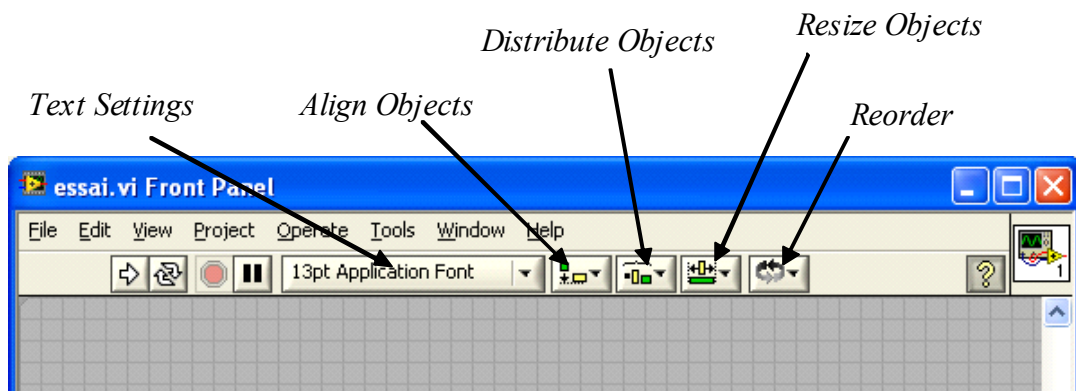 Resize Objects
Distribute Objects
Text Settings
Align Objects
Reorder
essai.vi Front Panel
File Edit View Project Operate Tools Window Help
13pt Application Font
?
1